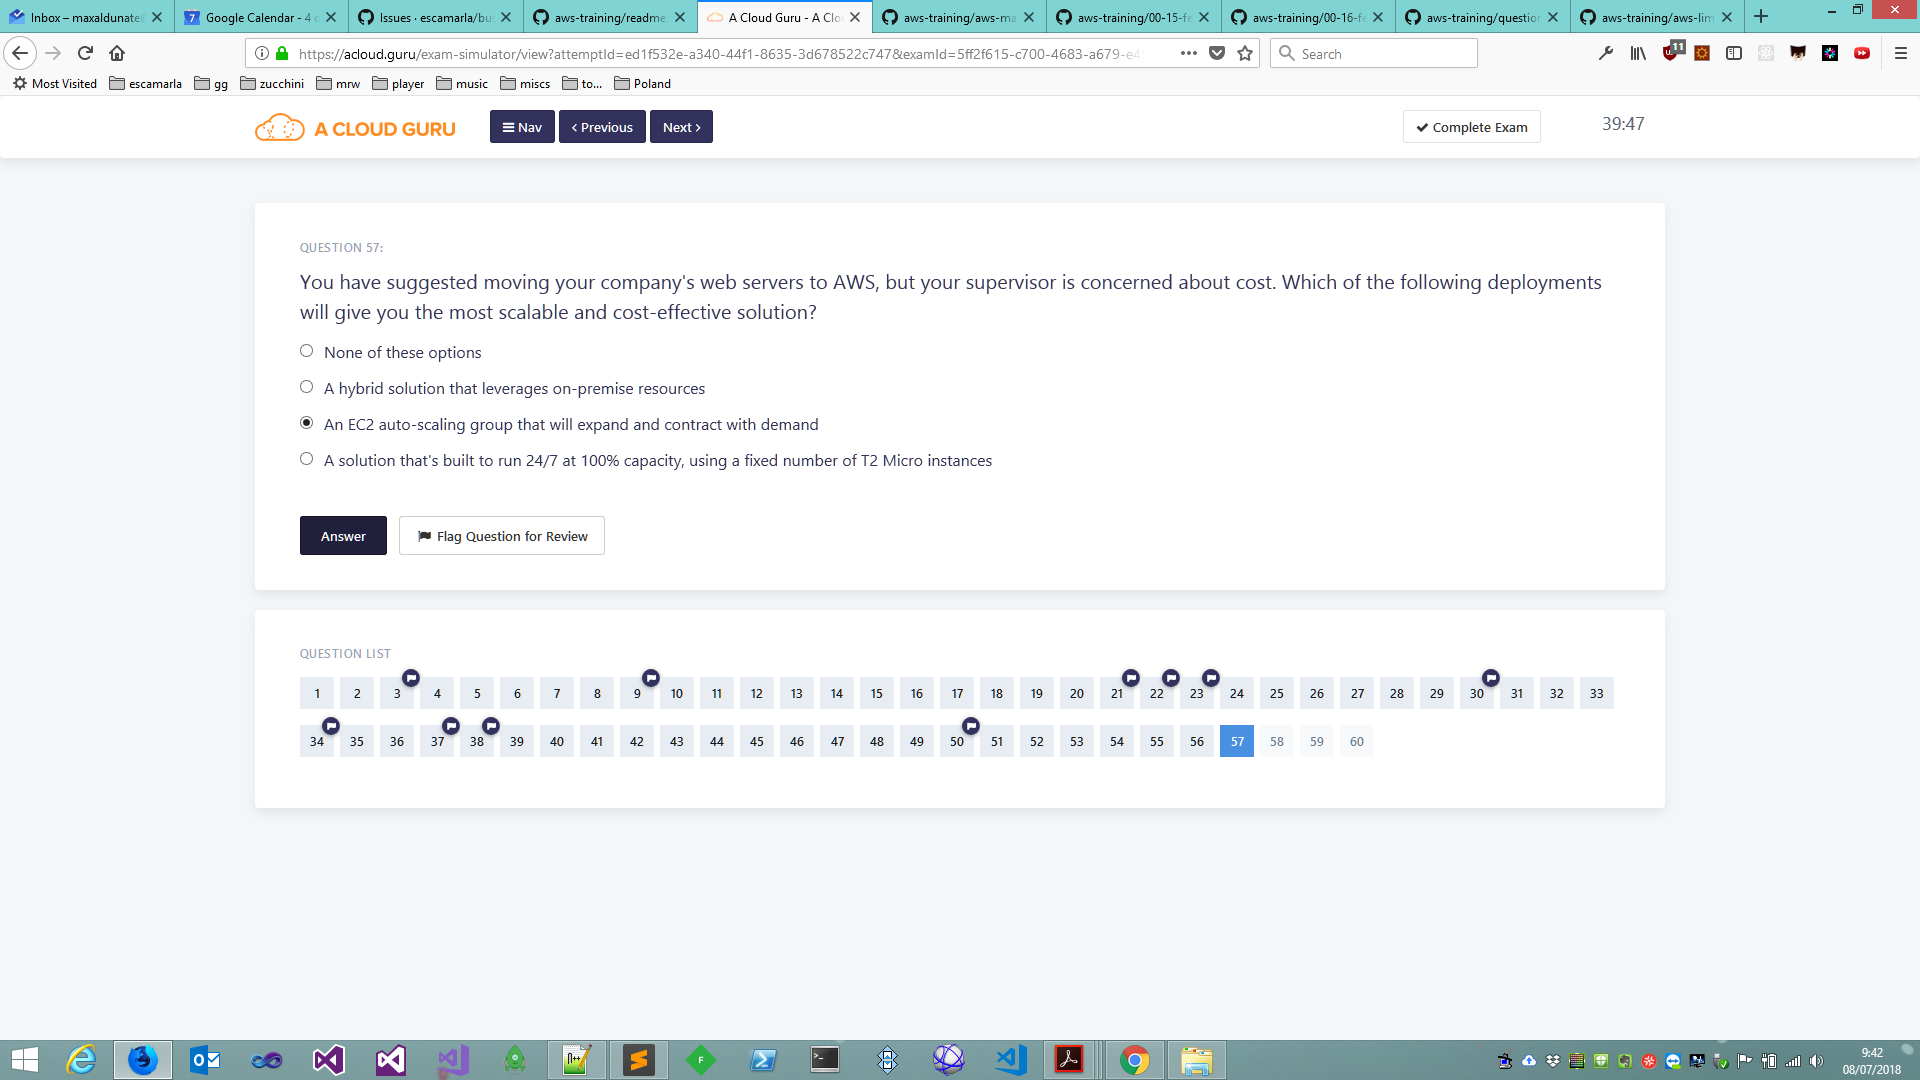 Inbox – maxaldunate
Google Calendar - 4
Issues · escamarla/bu
aws-training/readme.
A Cloud Guru - A Clo
aws-training/aws-ma
aws-training/00-15-fe
aws-training/00-16-fe
aws-training/question
aws-training/aws-lim
https://acloud.guru/exam-simulator/view?attemptId=ed1f532e-a340-44f1-8635-3d678522c747&examId=5ff2f615-c700-4683-a679-e4
Search
11
Most Visited escamarla gg zucchini mrw player music miscs to... Poland
A CLOUD GURU
Nav
Previous
Next
Complete Exam
39:47
QUESTION 57:
You have suggested moving your company's web servers to AWS, but your supervisor is concerned about cost. Which of the following deployments
will give you the most scalable and cost-effective solution?
None of these options
A hybrid solution that leverages on-premise resources
An EC2 auto-scaling group that will expand and contract with demand
A solution that's built to run 24/7 at 100% capacity, using a fixed number of T2 Micro instances
Answer
Flag Question for Review
QUESTION LIST
1 2 3 4 5 6 7 8 9 10 11 12 13 14 15 16 17 18 19 20 21 22 23 24 25 26 27 28 29 30 31 32 33
34 35 36 37 38 39 40 41 42 43 44 45 46 47 48 49 50 51 52 53 54 55 56 57 58 59 60
9:42
08/07/2018